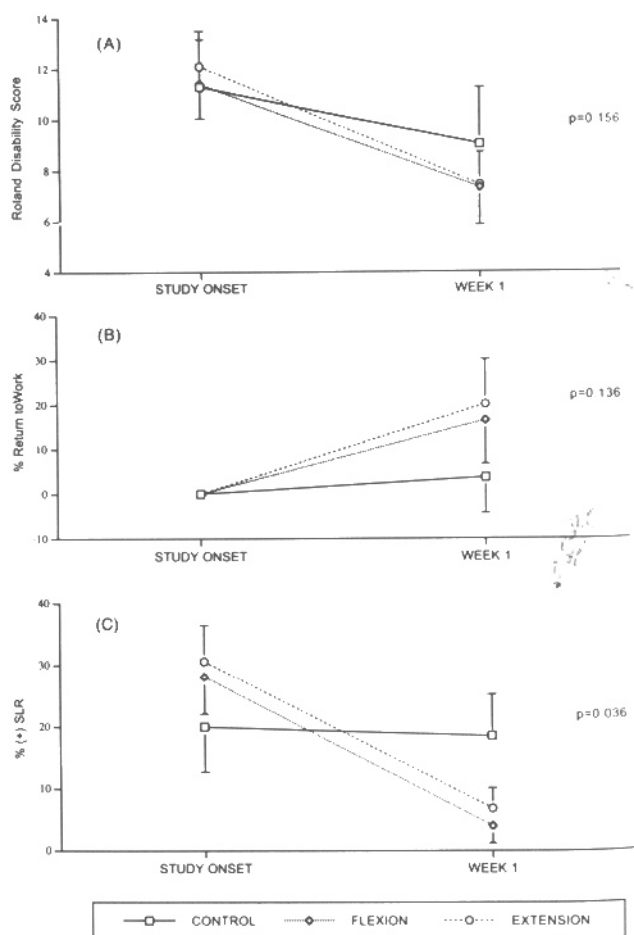 (A)
Roland Disability Score
14
12
10
8
6
4
p=0 156
STUDY ONSET WEEK 1
(B)
% Return toWork
40
30
20
10
0
-10
p=0 136
STUDY ONSET WEEK 1
(C)
% (+) SLR
40
30
20
10
0
p=0 036
STUDY ONSET WEEK 1
CONTROL FLEXION EXTENSION